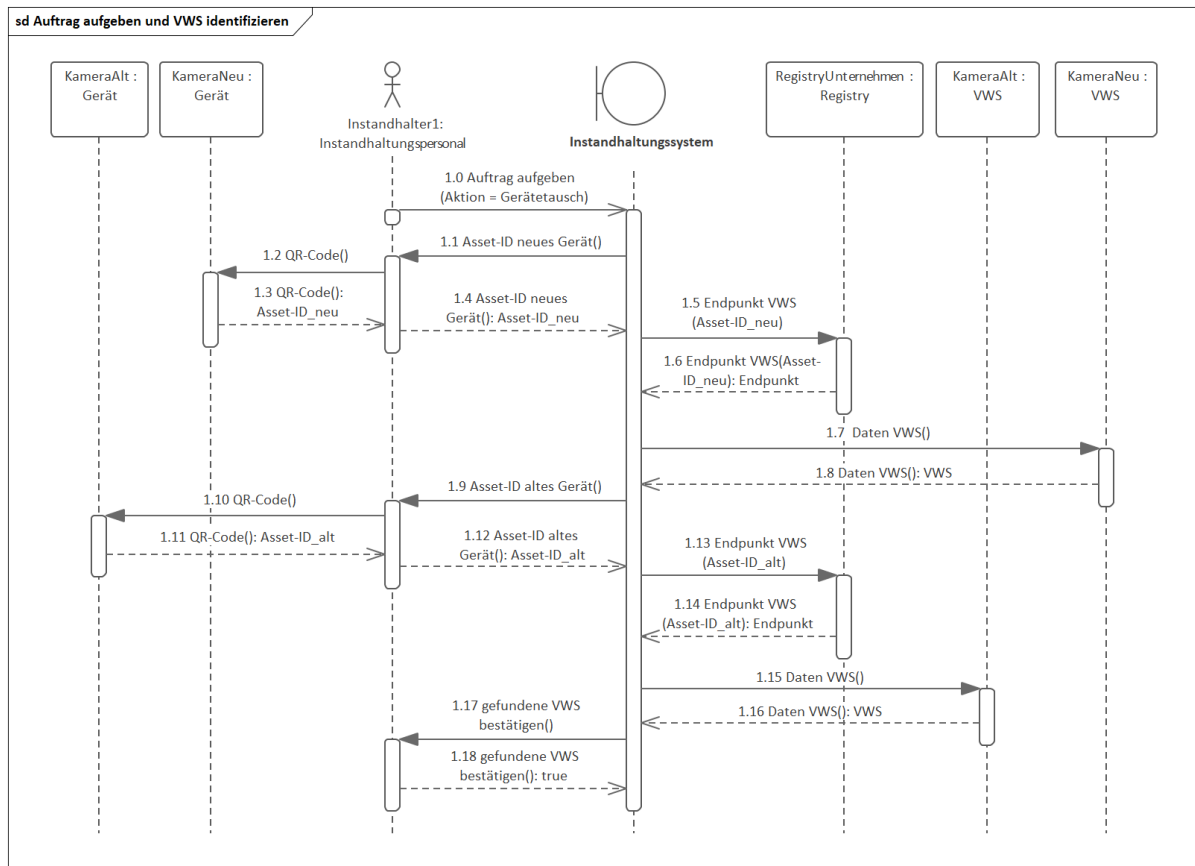 sd Auftrag aufgeben und VWS identifizieren
KameraAlt :
Gerät
KameraNeu :
Gerät
Instandhalter1:
Instandhaltungspersonal
Instandhaltungssystem
RegistryUnternehmen :
Registry
KameraAlt :
VWS
KameraNeu :
VWS
1.0 Auftrag aufgeben
(Aktion = Gerätetausch)
1.1 Asset-ID neues Gerät()
1.2 QR-Code()
1.3 QR-Code():
Asset-ID_neu
1.4 Asset-ID neues
Gerät(): Asset-ID_neu
1.5 Endpunkt VWS
(Asset-ID_neu)
1.6 Endpunkt VWS(Asset-
ID_neu): Endpunkt
1.7 Daten VWS()
1.8 Daten VWS(): VWS
1.9 Asset-ID altes Gerät()
1.10 QR-Code()
1.11 QR-Code(): Asset-ID_alt
1.12 Asset-ID altes
Gerät(): Asset-ID_alt
1.13 Endpunkt VWS
(Asset-ID_alt)
1.14 Endpunkt VWS
(Asset-ID_alt): Endpunkt
1.15 Daten VWS()
1.16 Daten VWS(): VWS
1.17 gefundene VWS
bestätigen()
1.18 gefundene VWS
bestätigen(): true